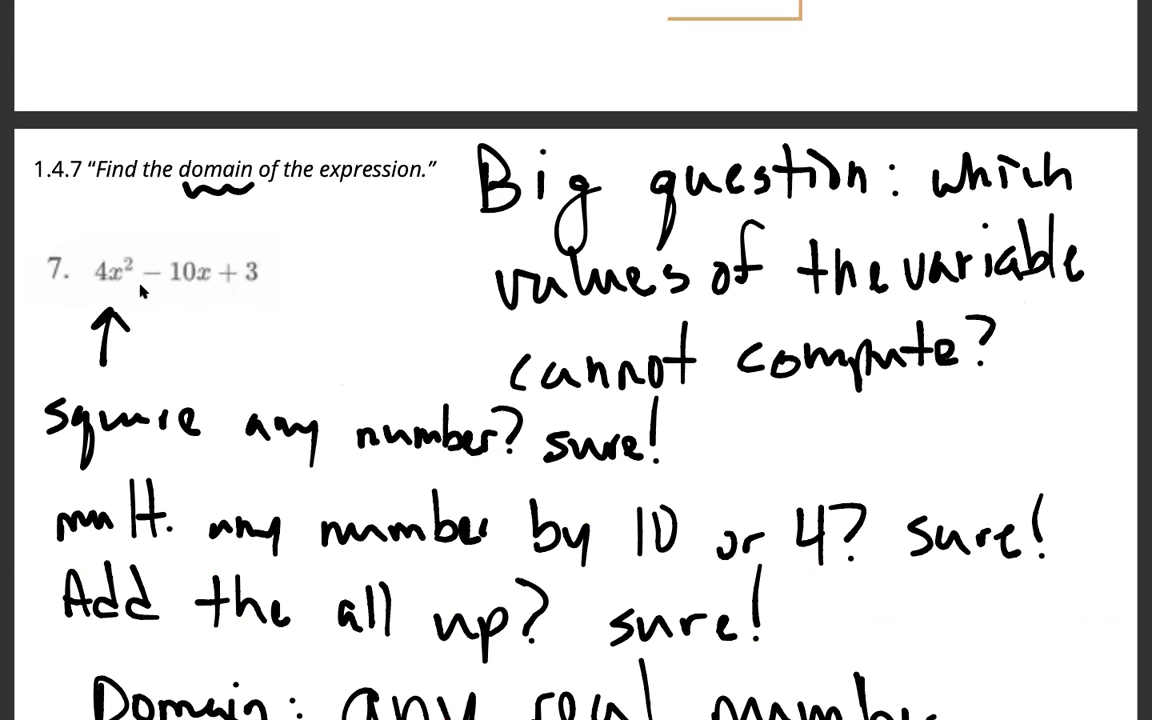 1.4.7 “Find the domain of the expression.”
Big question: which
values of the variable
cannot compute?
7. 4x² − 10x + 3
square any number? sure!
mult. any number by 10 or 4? sure!
Add the all up? sure!
Domain: any real number